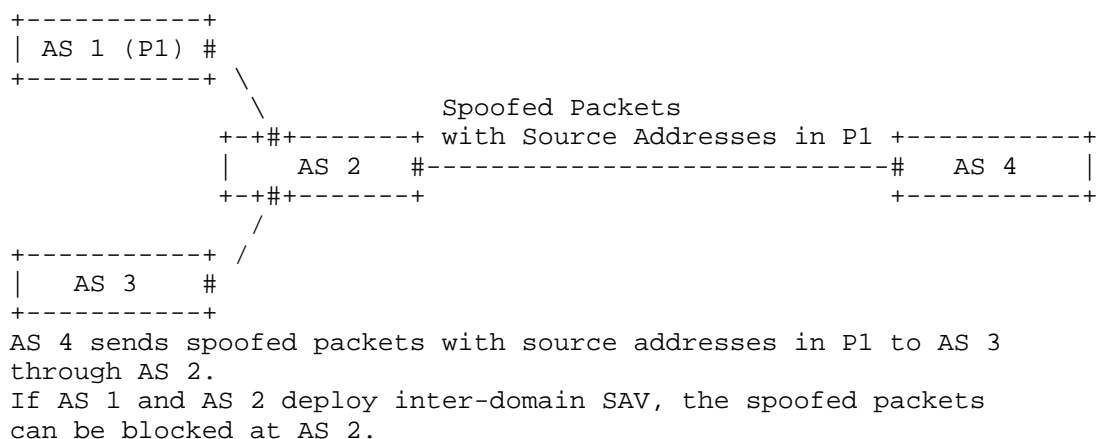 +-----------+
| AS 1 (P1) #
+-----------+ \
               \            Spoofed Packets
             +-+#+-------+ with Source Addresses in P1 +-----------+
             |    AS 2   #-----------------------------#   AS 4    |
             +-+#+-------+                             +-----------+
               /
+-----------+ /
|   AS 3    #
+-----------+
AS 4 sends spoofed packets with source addresses in P1 to AS 3
through AS 2.
If AS 1 and AS 2 deploy inter-domain SAV, the spoofed packets
can be blocked at AS 2.